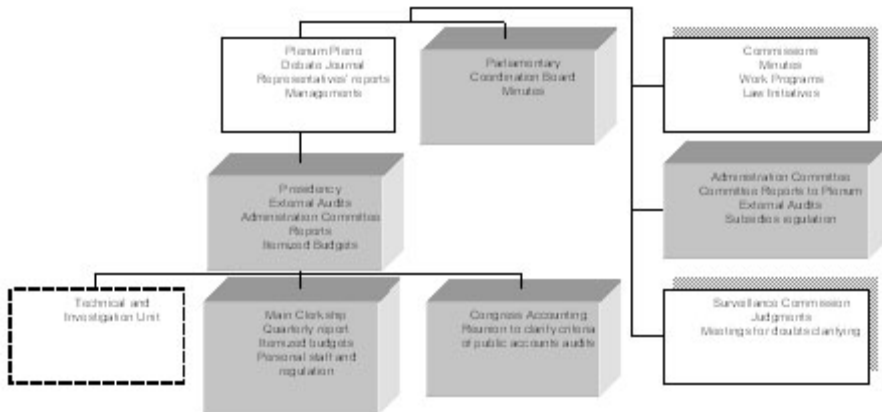 Plenum Pleno
Debate Journal
Representatives' reports
Managements
Parliamentary
Coordination Board
Minutes
Commissions
Minutes
Work Programs
Law Initiatives
Presidency
External Audits
Administration Committee
Reports
Itemized Budgets
Administration Committee
Committee Reports to Plenum
External Audits
Subsidies regulation
Technical and
Investigation Unit
Main Clerkship
Quarterly report
Itemized budgets
Personal staff and
regulation
Congress Accounting
Reunion to clarify criteria
of public accounts audits
Surveillance Commission
Judgments
Meetings for doubts clarifying